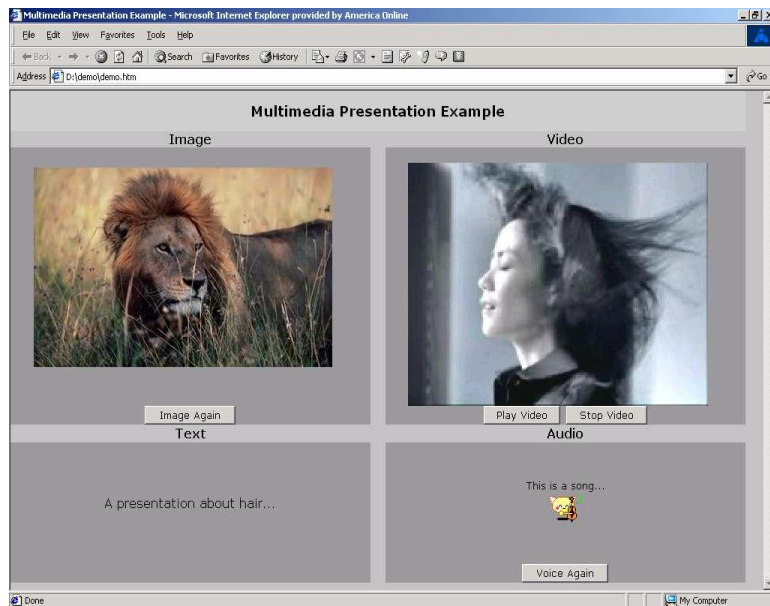 Multimedia Presentation Example - Microsoft Internet Explorer provided by America Online
File Edit View Favorites Tools Help
Back Search Favorites History
Address D:\demo\demo.htm Go
Multimedia Presentation Example
Image Video
Image Again Play Video Stop Video
Text Audio
This is a song...
A presentation about hair...
Voice Again
Done My Computer